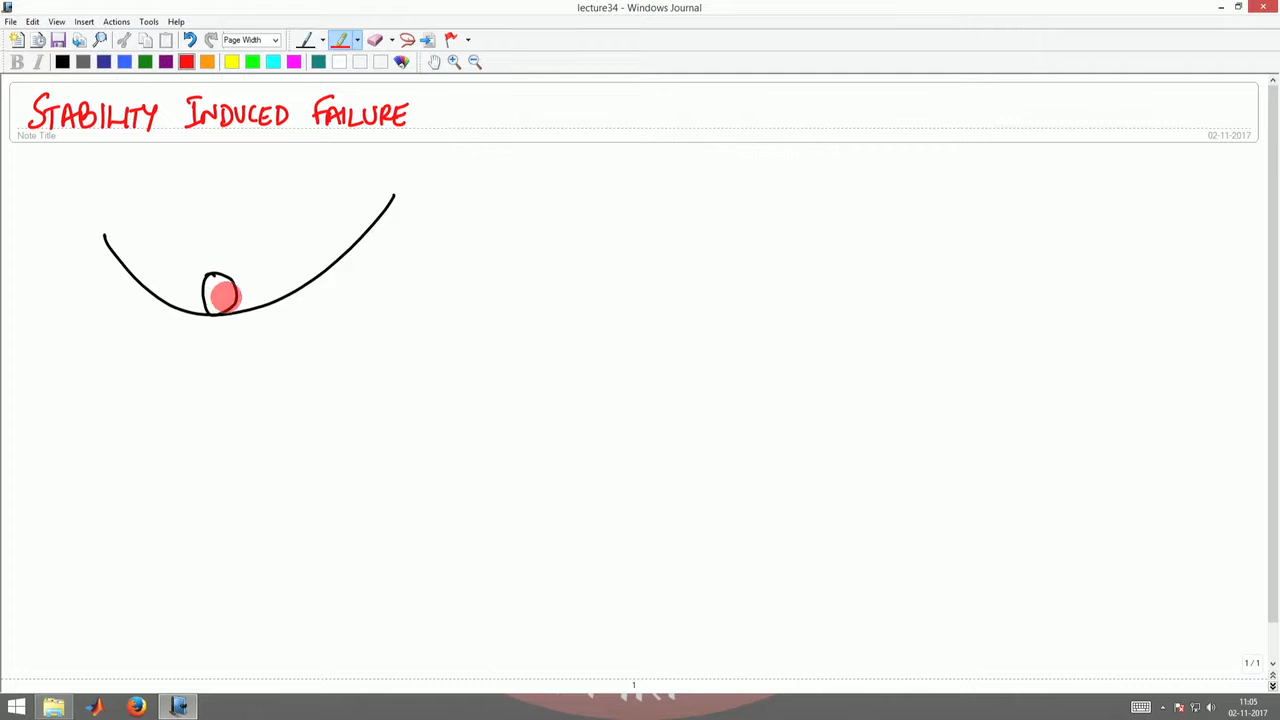 lecture34 - Windows Journal
File Edit View Insert Actions Tools Help
Page Width
B I
STABILITY INDUCED FAILURE
Note Title
02-11-2017
1 / 1
1
11:05
02-11-2017